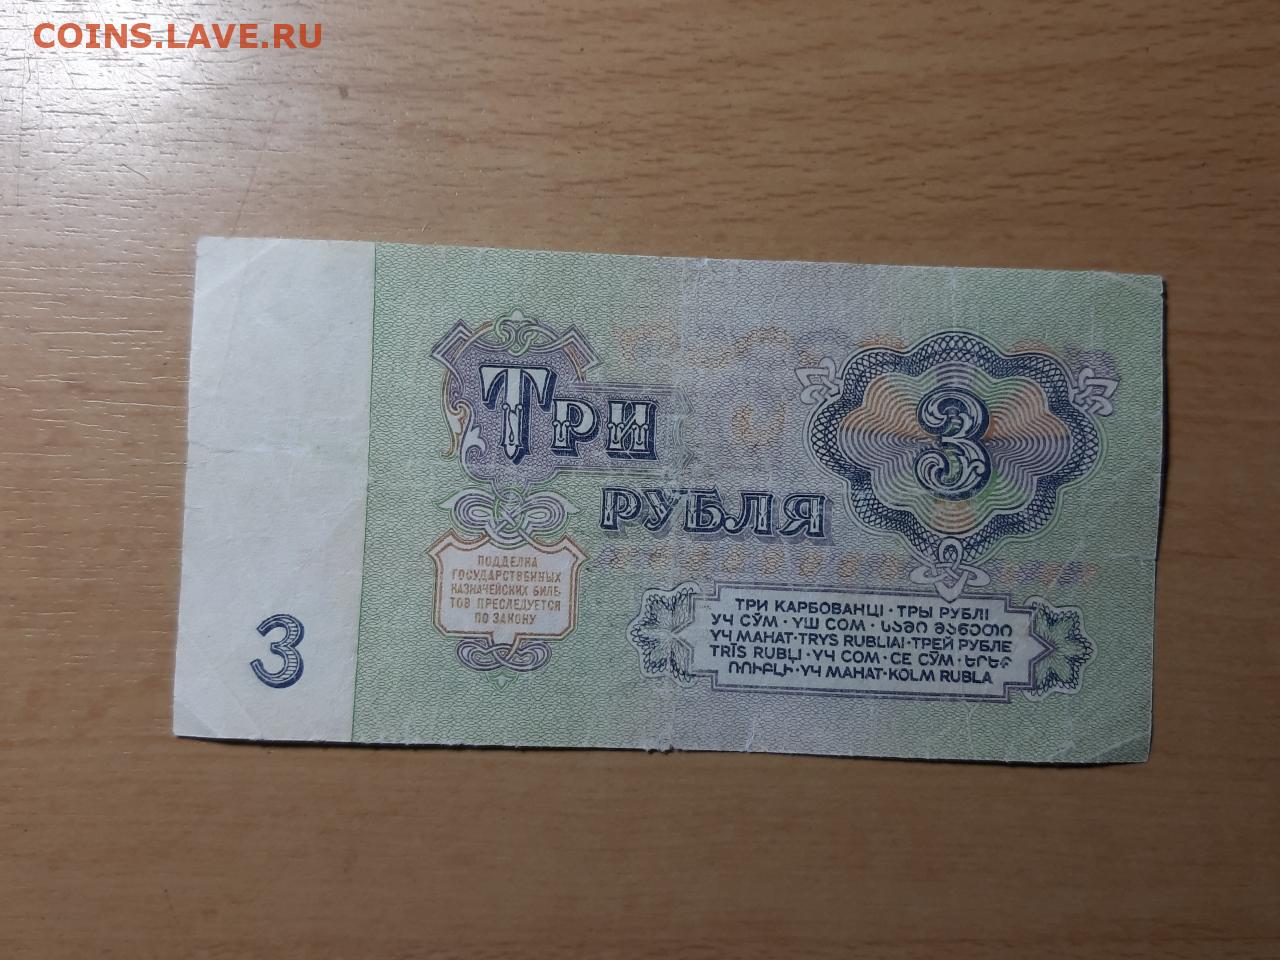 COINS.LAVE.RU
ТРИ
РУБЛЯ
3
ПОДДЕЛКА
ГОСУДАРСТВЕННЫХ
КАЗНАЧЕЙСКИХ БИЛЕ-
ТОВ ПРЕСЛЕДУЕТСЯ
ПО ЗАКОНУ
3
ТРИ КАРБОВАНЦІ · ТРЫ РУБЛІ
УЧ СЎМ · ҮШ СОМ · ᲡᲐᲛᲘ ᲛᲐᲜᲔᲗᲘ
ҮЧ МАНАТ · TRYS RUBLIAI · ТРЕЙ РУБЛЕ
TRĪS RUBĻI · ҮЧ СОМ · СЕ СӮМ · ԵՐԵՔ
ՌՈՒԲԼԻ · ҮЧ МАНАТ · KOLM RUBLA